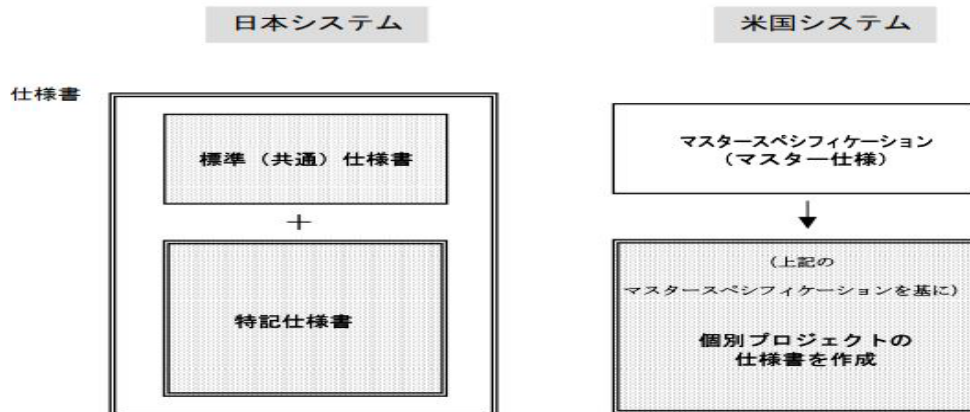 日本システム
米国システム
仕様書
標準（共通）仕様書
＋
特記仕様書
マスタースペシフィケーション
（マスター仕様）
（上記の
マスタースペシフィケーションを基に）
個別プロジェクトの
仕様書を作成